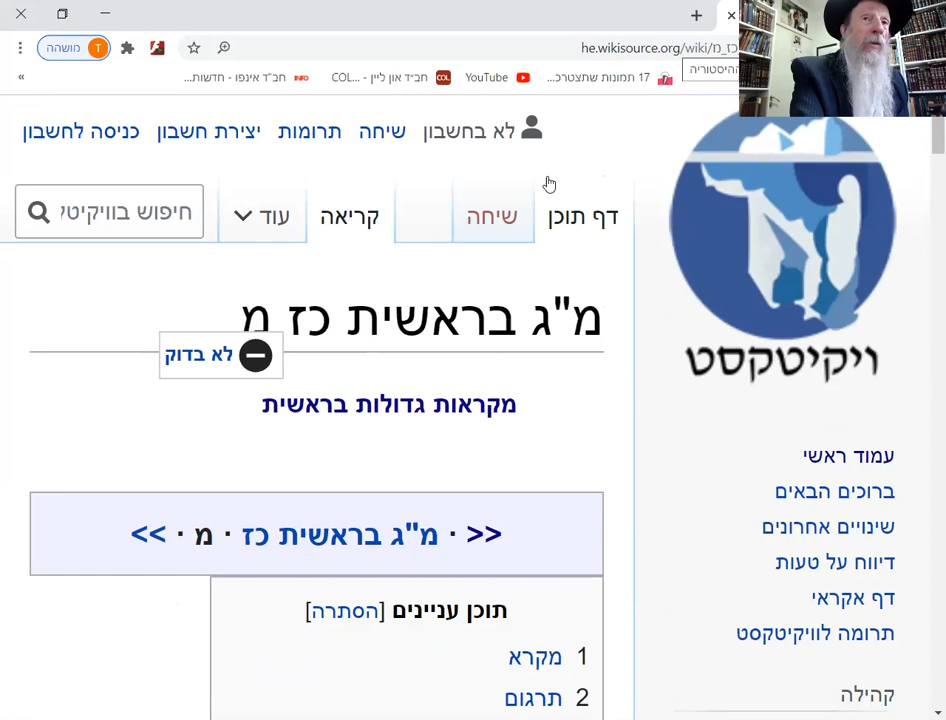 he.wikisource.org/wiki/מ
כז_
מושהה
T
ההיסטוריה
17 תמונות שתצטרכ...
YouTube
COL
חב״ד און ליין - COL...
INFO
חב״ד אינפו - חדשות...
»
לא בחשבון
שיחה
תרומות
יצירת חשבון
כניסה לחשבון
דף תוכן
שיחה
קריאה
עוד
חיפוש בוויקיט
מ"ג בראשית כז מ
לא בדוק
מקראות גדולות בראשית
<< · מ"ג בראשית כז · מ · >>
תוכן עניינים [הסתרה]
1 מקרא
2 תרגום
ויקיטקסט
עמוד ראשי
ברוכים הבאים
שינויים אחרונים
דיווח על טעות
דף אקראי
תרומה לוויקיטקסט
קהילה